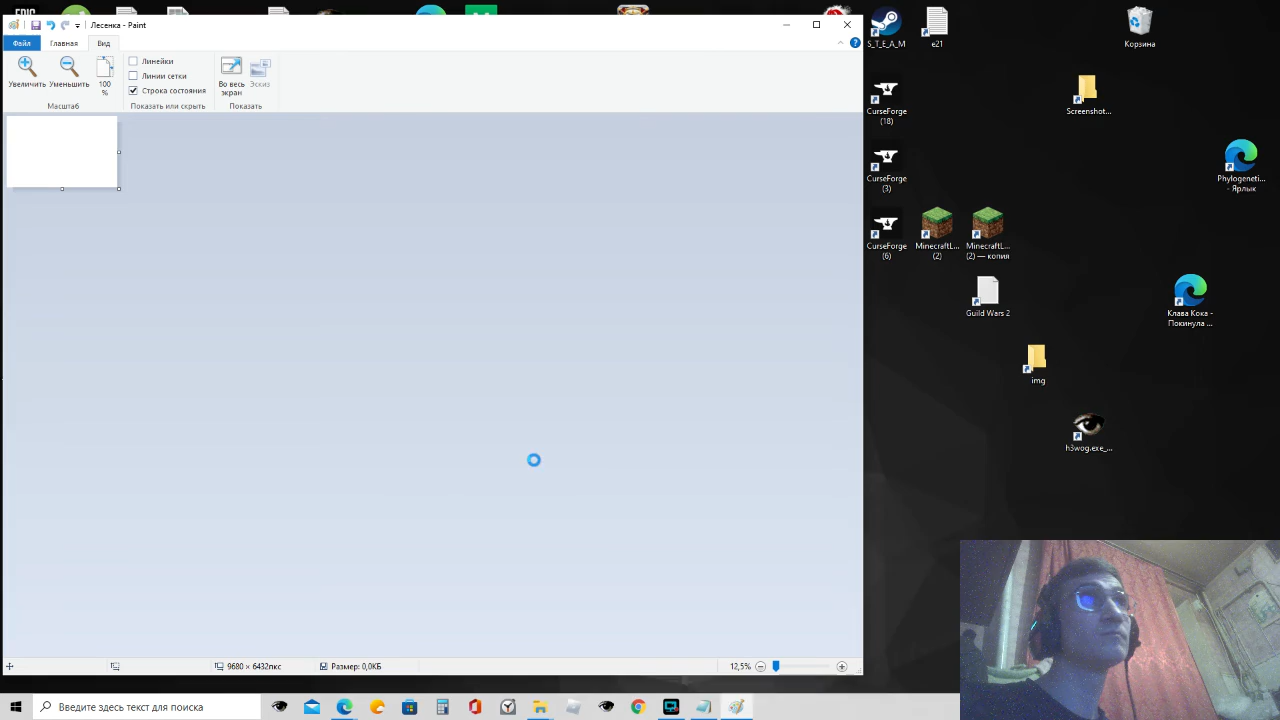 EPIC
Лесенка - Paint
Файл
Главная
Вид
Увеличить
Уменьшить
100
%
Масштаб
Линейки
Линии сетки
Строка состояния
Показать или скрыть
Во весь
экран
Эскиз
Показать
9680 × 6432пкс
Размер: 0,0КБ
12,5%
S_T_E_A_M
e21
Корзина
CurseForge
(18)
Screenshot...
CurseForge
(3)
Phylogeneti...
- Ярлык
CurseForge
(6)
MinecraftL...
(2)
MinecraftL...
(2) — копия
Guild Wars 2
Клава Кока -
Покинула ...
img
h3wog.exe_...
Введите здесь текст для поиска